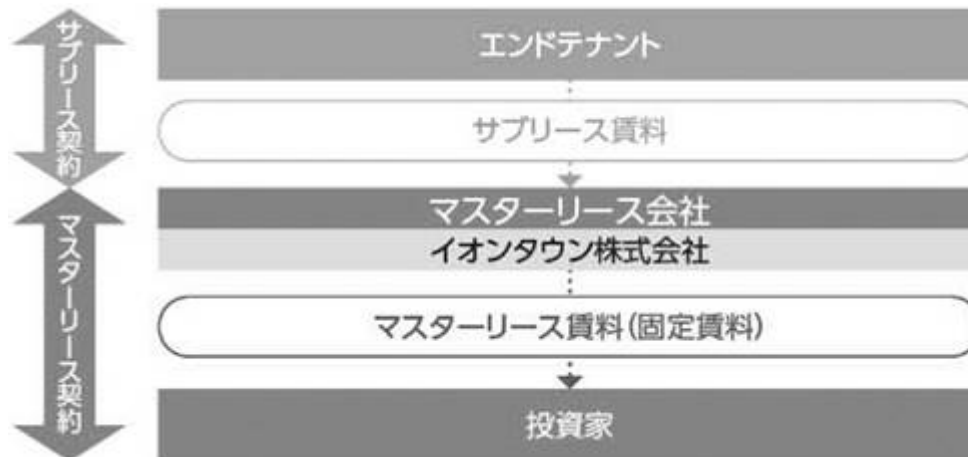 サブリース契約
エンドテナント
サブリース賃料
マスターリース契約
マスターリース会社
イオンタウン株式会社
マスターリース賃料(固定賃料)
投資家